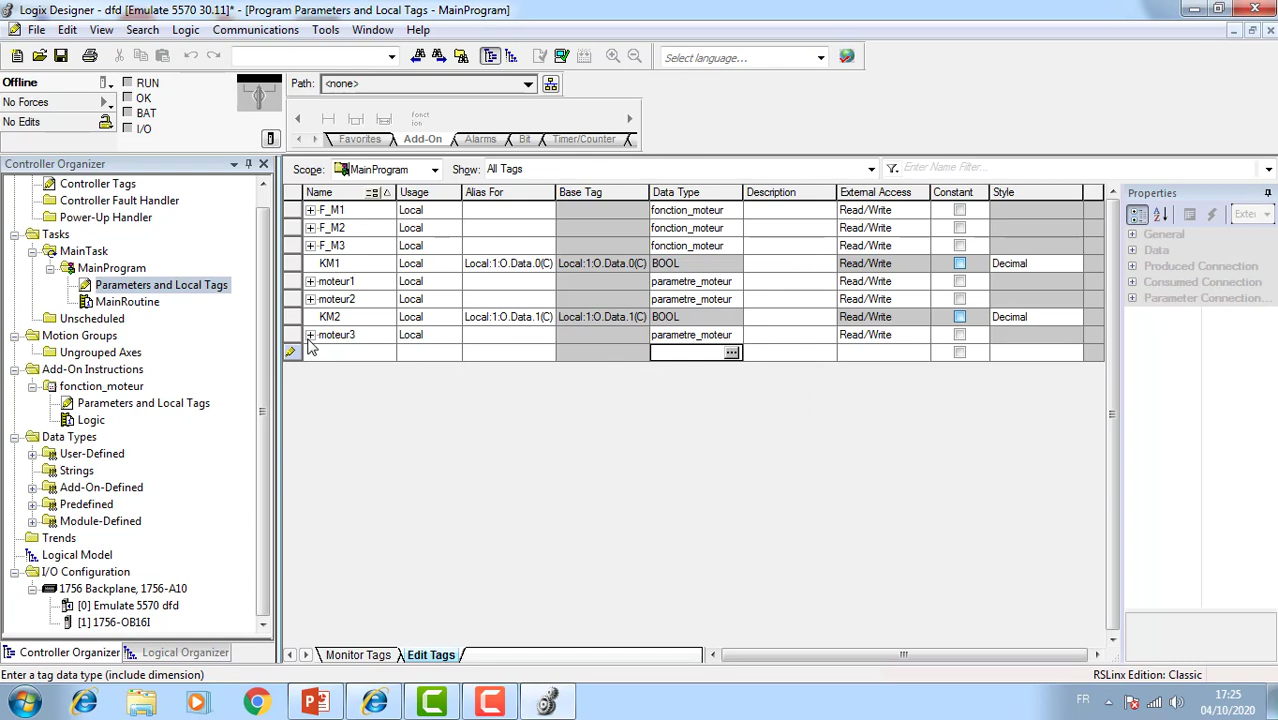 Logix Designer - dfd [Emulate 5570 30.11]* - [Program Parameters and Local Tags - MainProgram]
File Edit View Search Logic Communications Tools Window Help
Select language...
Offline RUN
No Forces OK
No Edits BAT
I/O
Path: <none>
fonct
ion
Favorites Add-On Alarms Bit Timer/Counter
Controller Organizer
Controller Tags
Controller Fault Handler
Power-Up Handler
Tasks
MainTask
MainProgram
Parameters and Local Tags
MainRoutine
Unscheduled
Motion Groups
Ungrouped Axes
Add-On Instructions
fonction_moteur
Parameters and Local Tags
Logic
Data Types
User-Defined
Strings
Add-On-Defined
Predefined
Module-Defined
Trends
Logical Model
I/O Configuration
1756 Backplane, 1756-A10
[0] Emulate 5570 dfd
[1] 1756-OB16I
Controller Organizer Logical Organizer
Scope: MainProgram Show: All Tags Enter Name Filter...
Name Usage Alias For Base Tag Data Type Description External Access Constant Style
F_M1 Local fonction_moteur Read/Write
F_M2 Local fonction_moteur Read/Write
F_M3 Local fonction_moteur Read/Write
KM1 Local Local:1:O.Data.0(C) Local:1:O.Data.0(C) BOOL Read/Write Decimal
moteur1 Local parametre_moteur Read/Write
moteur2 Local parametre_moteur Read/Write
KM2 Local Local:1:O.Data.1(C) Local:1:O.Data.1(C) BOOL Read/Write Decimal
moteur3 Local parametre_moteur Read/Write
Monitor Tags Edit Tags
Properties
Exter
General
Data
Produced Connection
Consumed Connection
Parameter Connection
Enter a tag data type (include dimension) RSLinx Edition: Classic
FR 17:25
04/10/2020